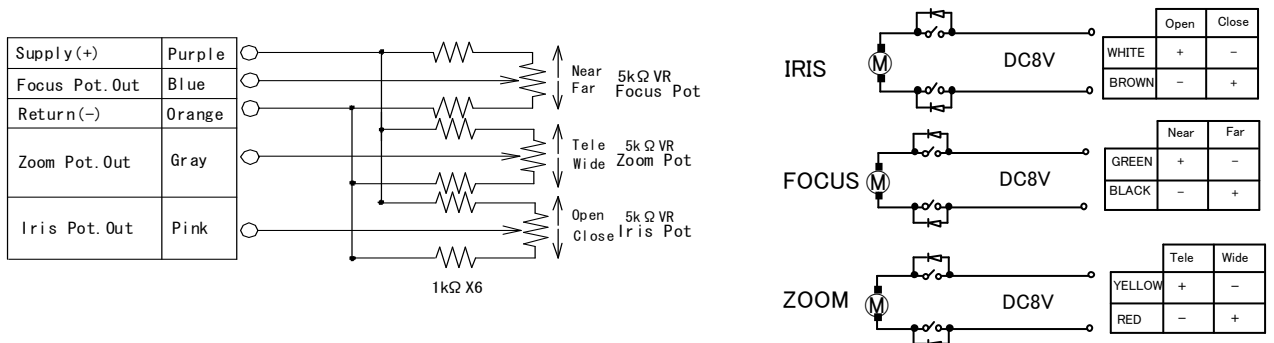 Supply(+) Purple
Focus Pot.Out Blue
Return(-) Orange
Zoom Pot.Out Gray
Iris Pot.Out Pink
Near
Far
5kΩ VR
Focus Pot
Tele
Wide
5kΩ VR
Zoom Pot
Open
Close
5kΩ VR
Iris Pot
1kΩ X6
IRIS
M
DC8V
Open Close
WHITE + -
BROWN - +
FOCUS
M
DC8V
Near Far
GREEN + -
BLACK - +
ZOOM
M
DC8V
Tele Wide
YELLOW + -
RED - +